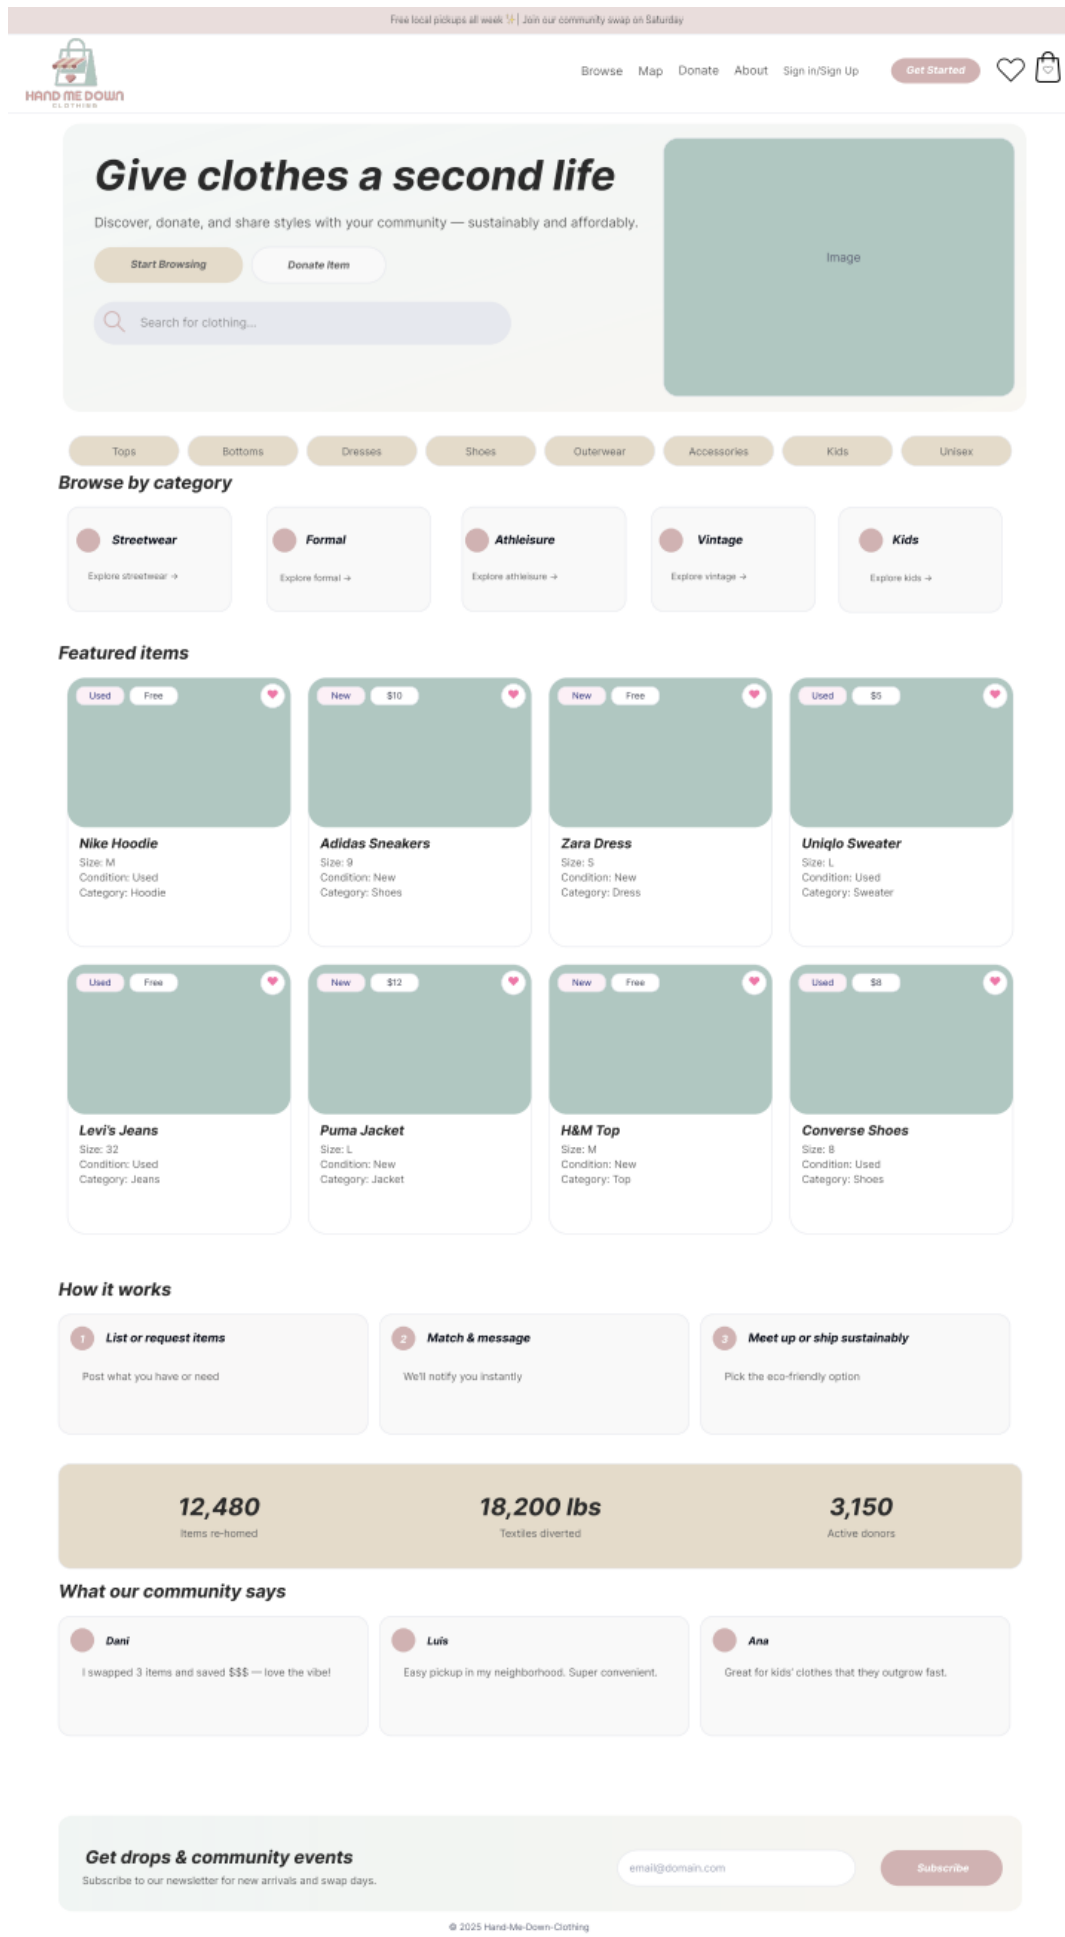 Free local pickups all week ✨ | Join our community swap on Saturday
HAND ME DOWN
CLOTHING
Browse Map Donate About Sign in/Sign Up Get Started
Give clothes a second life
Discover, donate, and share styles with your community — sustainably and affordably.
Image
Start Browsing Donate Item
Search for clothing...
Tops Bottoms Dresses Shoes Outerwear Accessories Kids Unisex
Browse by category
Streetwear Formal Athleisure Vintage Kids
Explore streetwear → Explore formal → Explore athleisure → Explore vintage → Explore kids →
Featured items
Used Free New $10 New Free Used $5
Nike Hoodie Adidas Sneakers Zara Dress Uniqlo Sweater
Size: M Size: 9 Size: S Size: L
Condition: Used Condition: New Condition: New Condition: Used
Category: Hoodie Category: Shoes Category: Dress Category: Sweater
Used Free New $12 New Free Used $8
Levi's Jeans Puma Jacket H&M Top Converse Shoes
Size: 32 Size: L Size: M Size: 8
Condition: Used Condition: New Condition: New Condition: Used
Category: Jeans Category: Jacket Category: Top Category: Shoes
How it works
1 List or request items 2 Match & message 3 Meet up or ship sustainably
Post what you have or need We'll notify you instantly Pick the eco-friendly option
12,480 18,200 lbs 3,150
Items re-homed Textiles diverted Active donors
What our community says
Dani Luis Ana
I swapped 3 items and saved $$$ — love the vibe! Easy pickup in my neighborhood. Super convenient. Great for kids' clothes that they outgrow fast.
Get drops & community events
Subscribe to our newsletter for new arrivals and swap days.
email@domain.com Subscribe
© 2025 Hand-Me-Down-Clothing